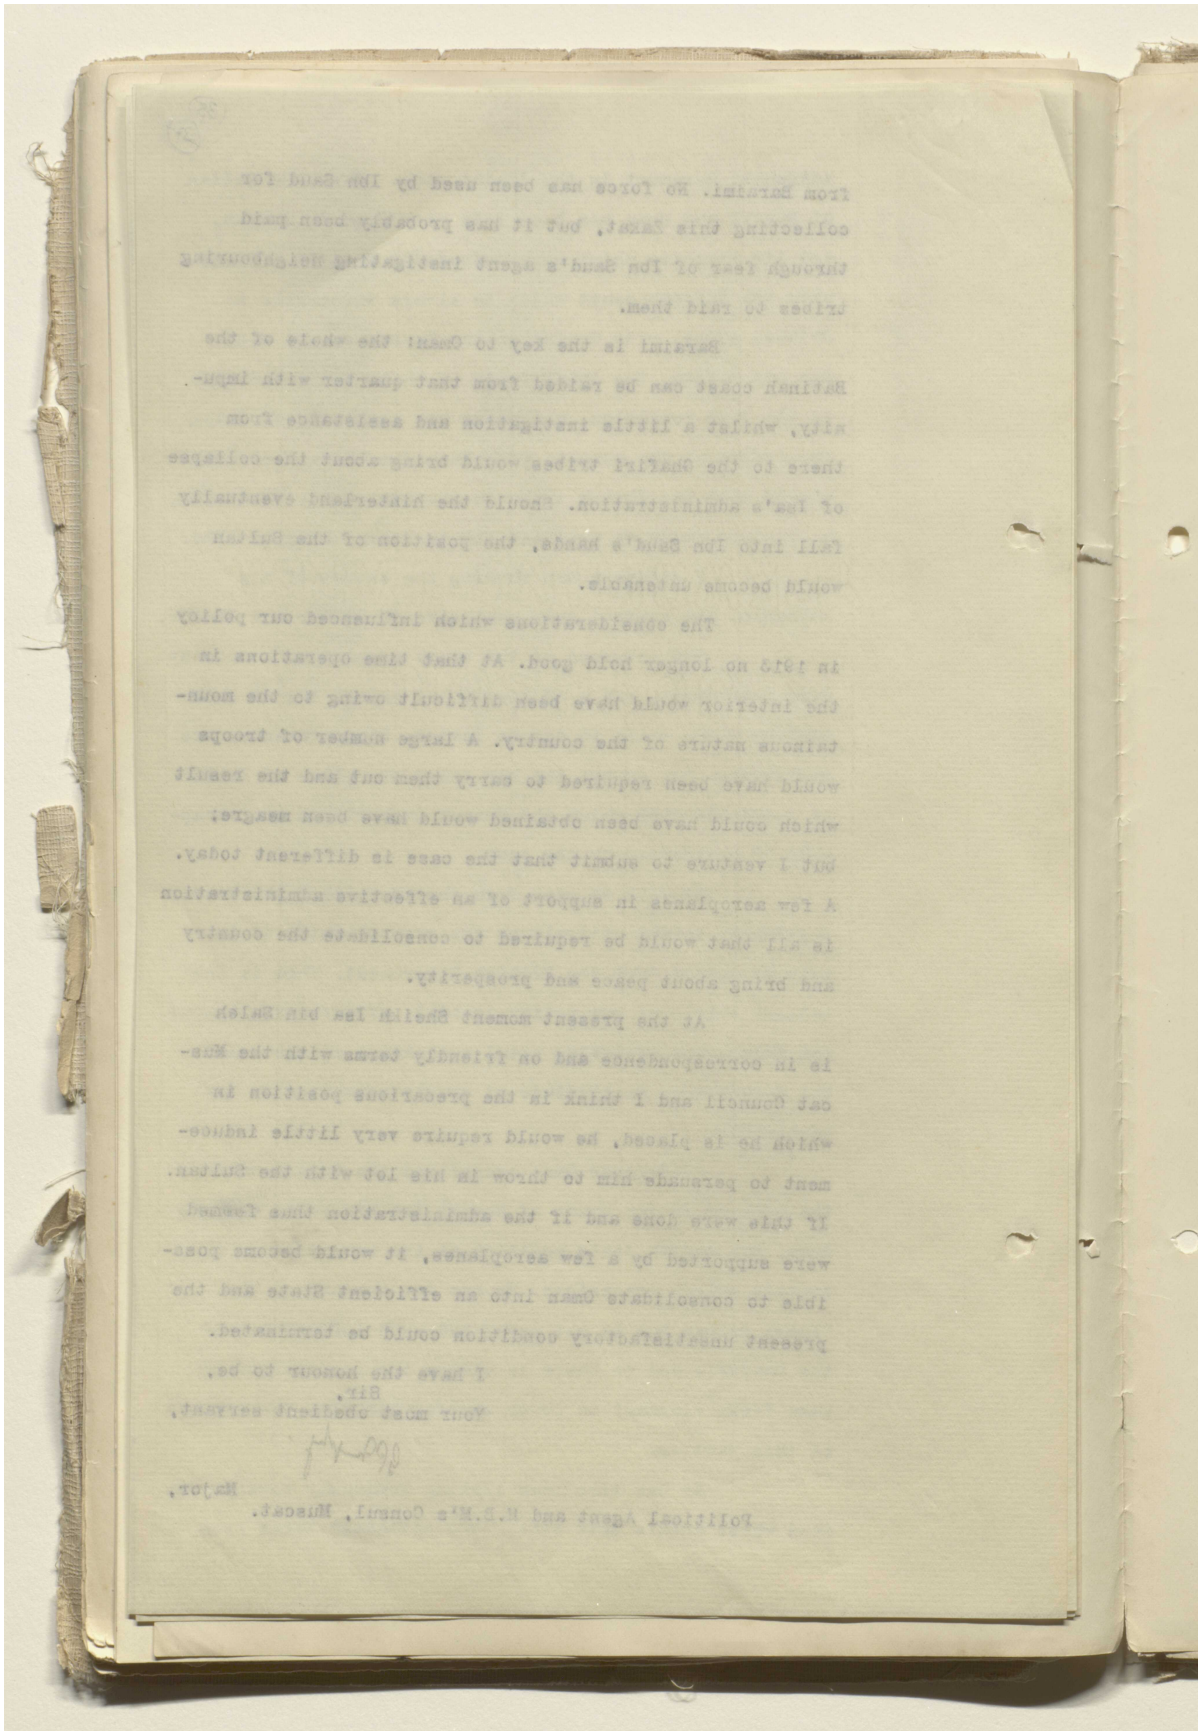 from Baraimi. No force has been used by Ibn Saud for
collecting this Zakat, but it has probably been paid
through fear of Ibn Saud's agent instigating neighbouring
tribes to raid them.
Baraimi is the key to Oman: the whole of the
Batinah coast can be raided from that quarter with impu-
nity, whilst a little instigation and assistance from
there to the Ghafiri tribes would bring about the collapse
of Isa's administration. Should the hinterland eventually
fall into Ibn Saud's hands, the position of the Sultan
would become untenable.
The considerations which influenced our policy
in 1913 no longer hold good. At that time operations in
the interior would have been difficult owing to the moun-
tainous nature of the country. A large number of troops
would have been required to carry them out and the result
which could have been obtained would have been meagre;
but I venture to submit that the case is different today.
A few aeroplanes in support of an effective administration
is all that would be required to consolidate the country
and bring about peace and prosperity.
At the present moment Sheikh Isa bin Saleh
is in correspondence and on friendly terms with the Mus-
cat Council and I think in the precarious position in
which he is placed, he would require very little induce-
ment to persuade him to throw in his lot with the Sultan.
If this were done and if the administration thus formed
were supported by a few aeroplanes, it would become poss-
ible to consolidate Oman into an efficient State and the
present unsatisfactory condition could be terminated.
I have the honour to be,
Sir,
Your most obedient servant,
Major,
Political Agent and H.B.M's Consul, Muscat.